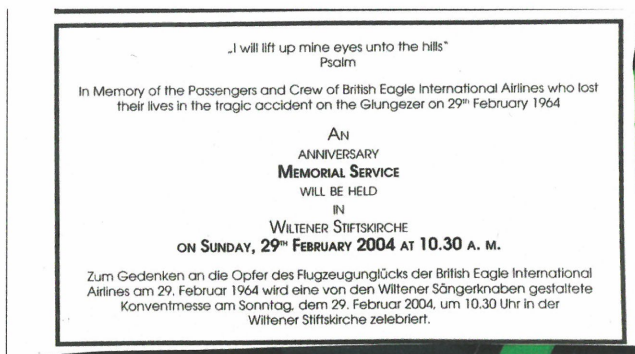 „I will lift up mine eyes unto the hills“
Psalm
In Memory of the Passengers and Crew of British Eagle International Airlines who lost
their lives in the tragic accident on the Glungezer on 29th February 1964
AN
ANNIVERSARY
MEMORIAL SERVICE
WILL BE HELD
IN
WILTENER STIFTSKIRCHE
ON SUNDAY, 29TH FEBRUARY 2004 AT 10.30 A. M.
Zum Gedenken an die Opfer des Flugzeugunglücks der British Eagle International
Airlines am 29. Februar 1964 wird eine von den Wiltener Sängerknaben gestaltete
Konventmesse am Sonntag, dem 29. Februar 2004, um 10.30 Uhr in der
Wiltener Stiftskirche zelebriert.